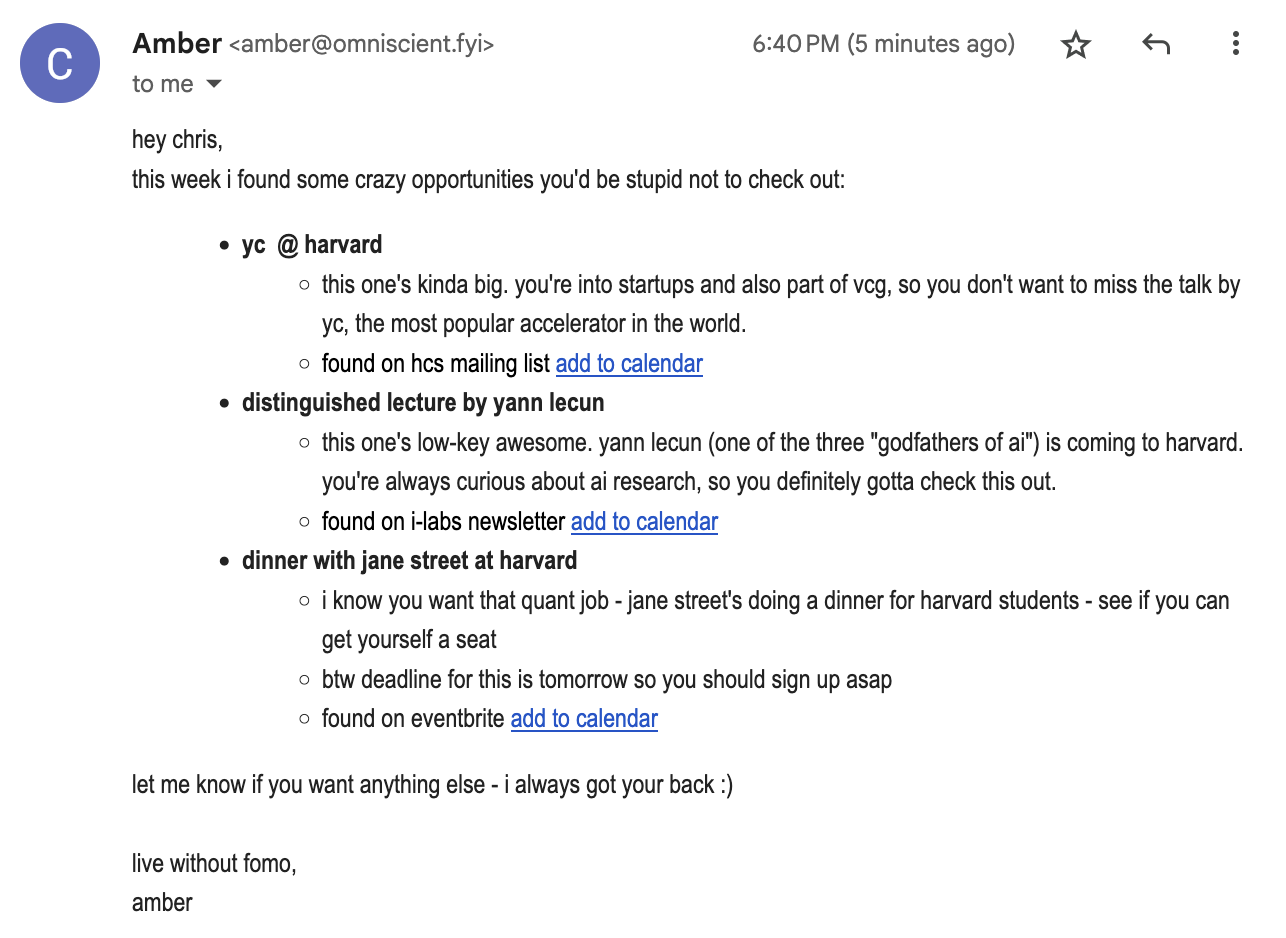 C
Amber <amber@omniscient.fyi>
6:40 PM (5 minutes ago)
to me
hey chris,
this week i found some crazy opportunities you'd be stupid not to check out:
• yc  @ harvard
○ this one's kinda big. you're into startups and also part of vcg, so you don't want to miss the talk by
yc, the most popular accelerator in the world.
○ found on hcs mailing list add to calendar
• distinguished lecture by yann lecun
○ this one's low-key awesome. yann lecun (one of the three "godfathers of ai") is coming to harvard.
you're always curious about ai research, so you definitely gotta check this out.
○ found on i-labs newsletter add to calendar
• dinner with jane street at harvard
○ i know you want that quant job - jane street's doing a dinner for harvard students - see if you can
get yourself a seat
○ btw deadline for this is tomorrow so you should sign up asap
○ found on eventbrite add to calendar
let me know if you want anything else - i always got your back :)
live without fomo,
amber